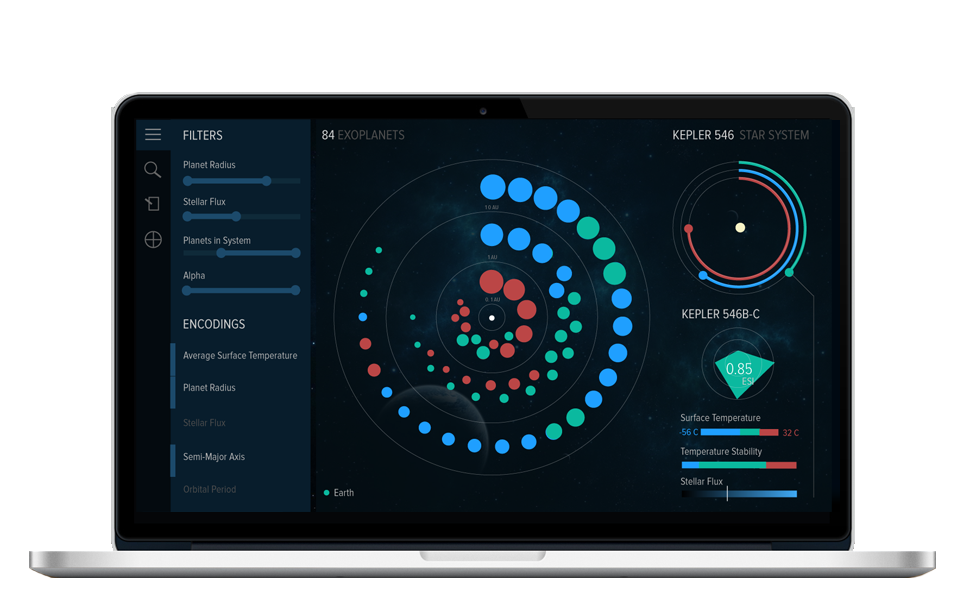 FILTERS
Planet Radius
Stellar Flux
Planets in System
Alpha
ENCODINGS
Average Surface Temperature
Planet Radius
Stellar Flux
Semi-Major Axis
Orbital Period
84 EXOPLANETS
10 AU
1 AU
0.1 AU
Earth
KEPLER 546 STAR SYSTEM
KEPLER 546B-C
0.85
ESI
Surface Temperature
-56 C 32 C
Temperature Stability
Stellar Flux